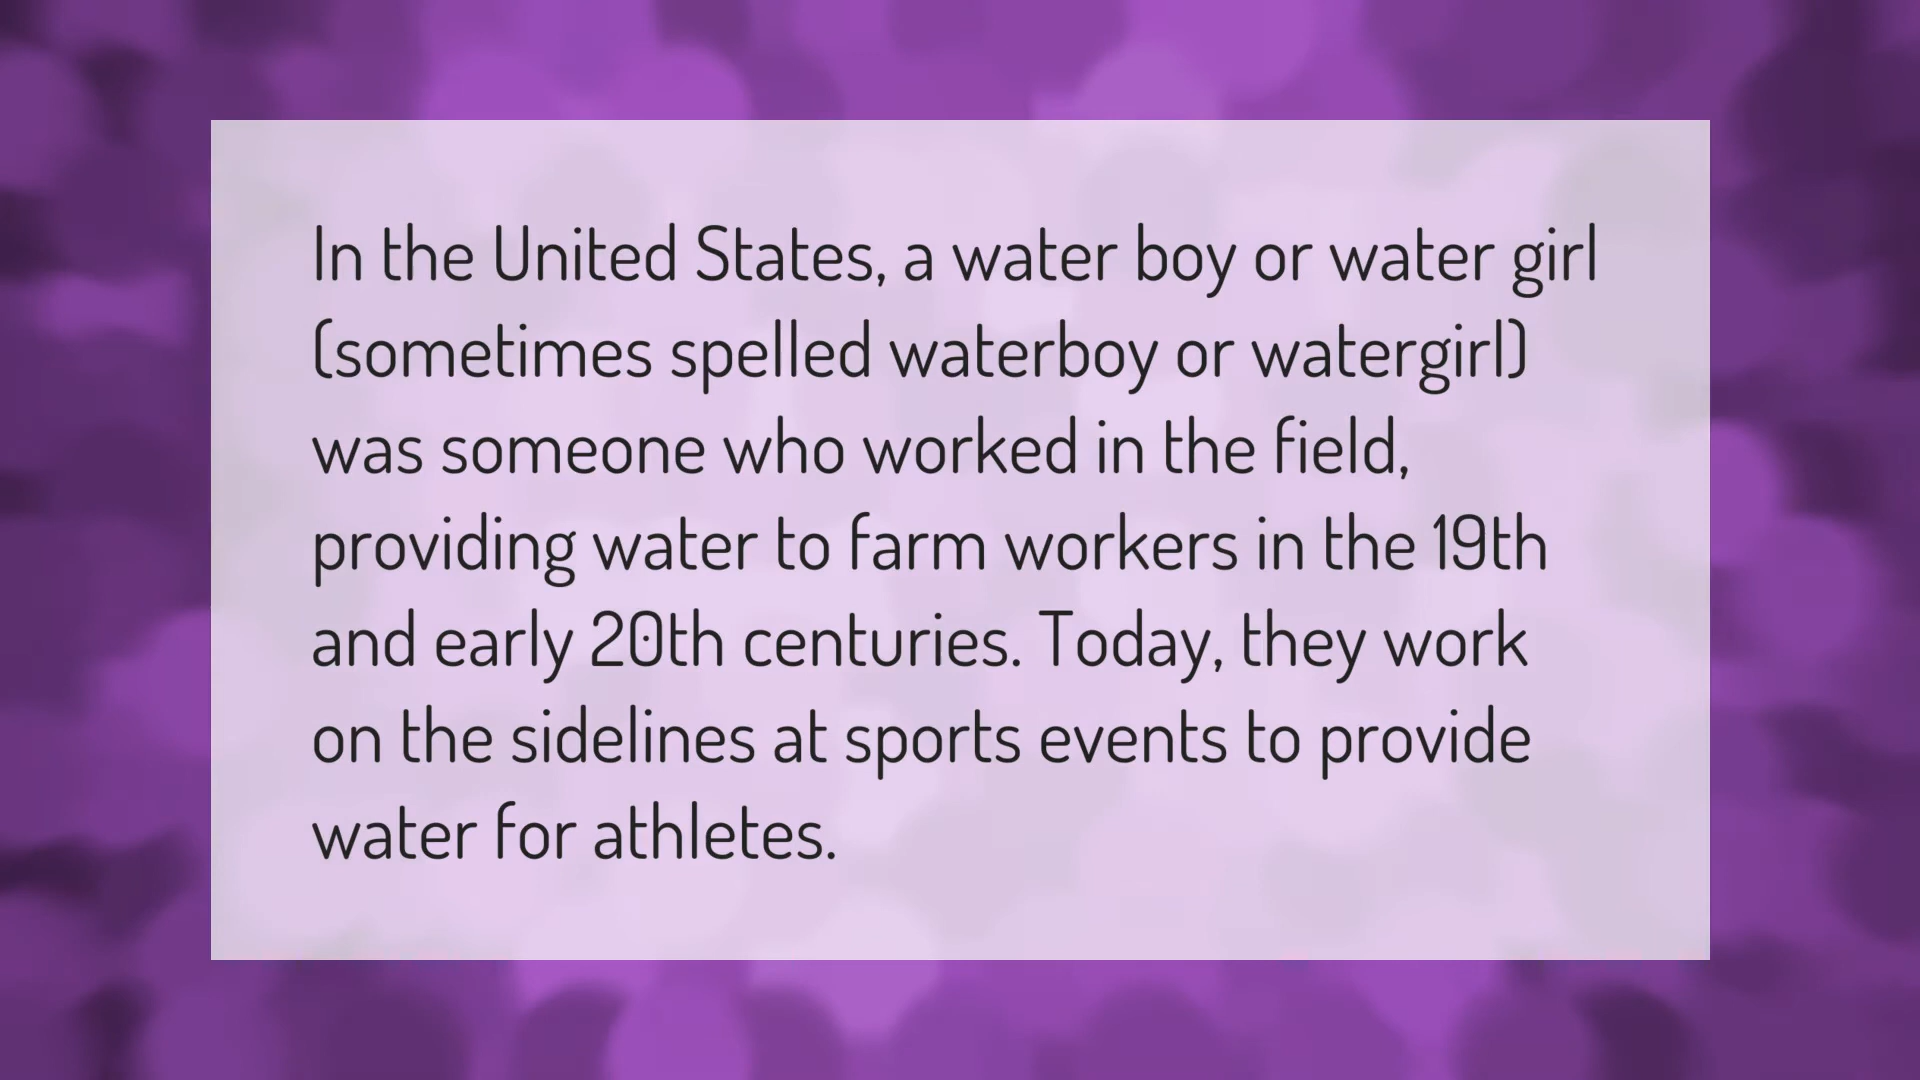 In the United States, a water boy or water girl
(sometimes spelled waterboy or watergirl)
was someone who worked in the field,
providing water to farm workers in the 19th
and early 20th centuries. Today, they work
on the sidelines at sports events to provide
water for athletes.